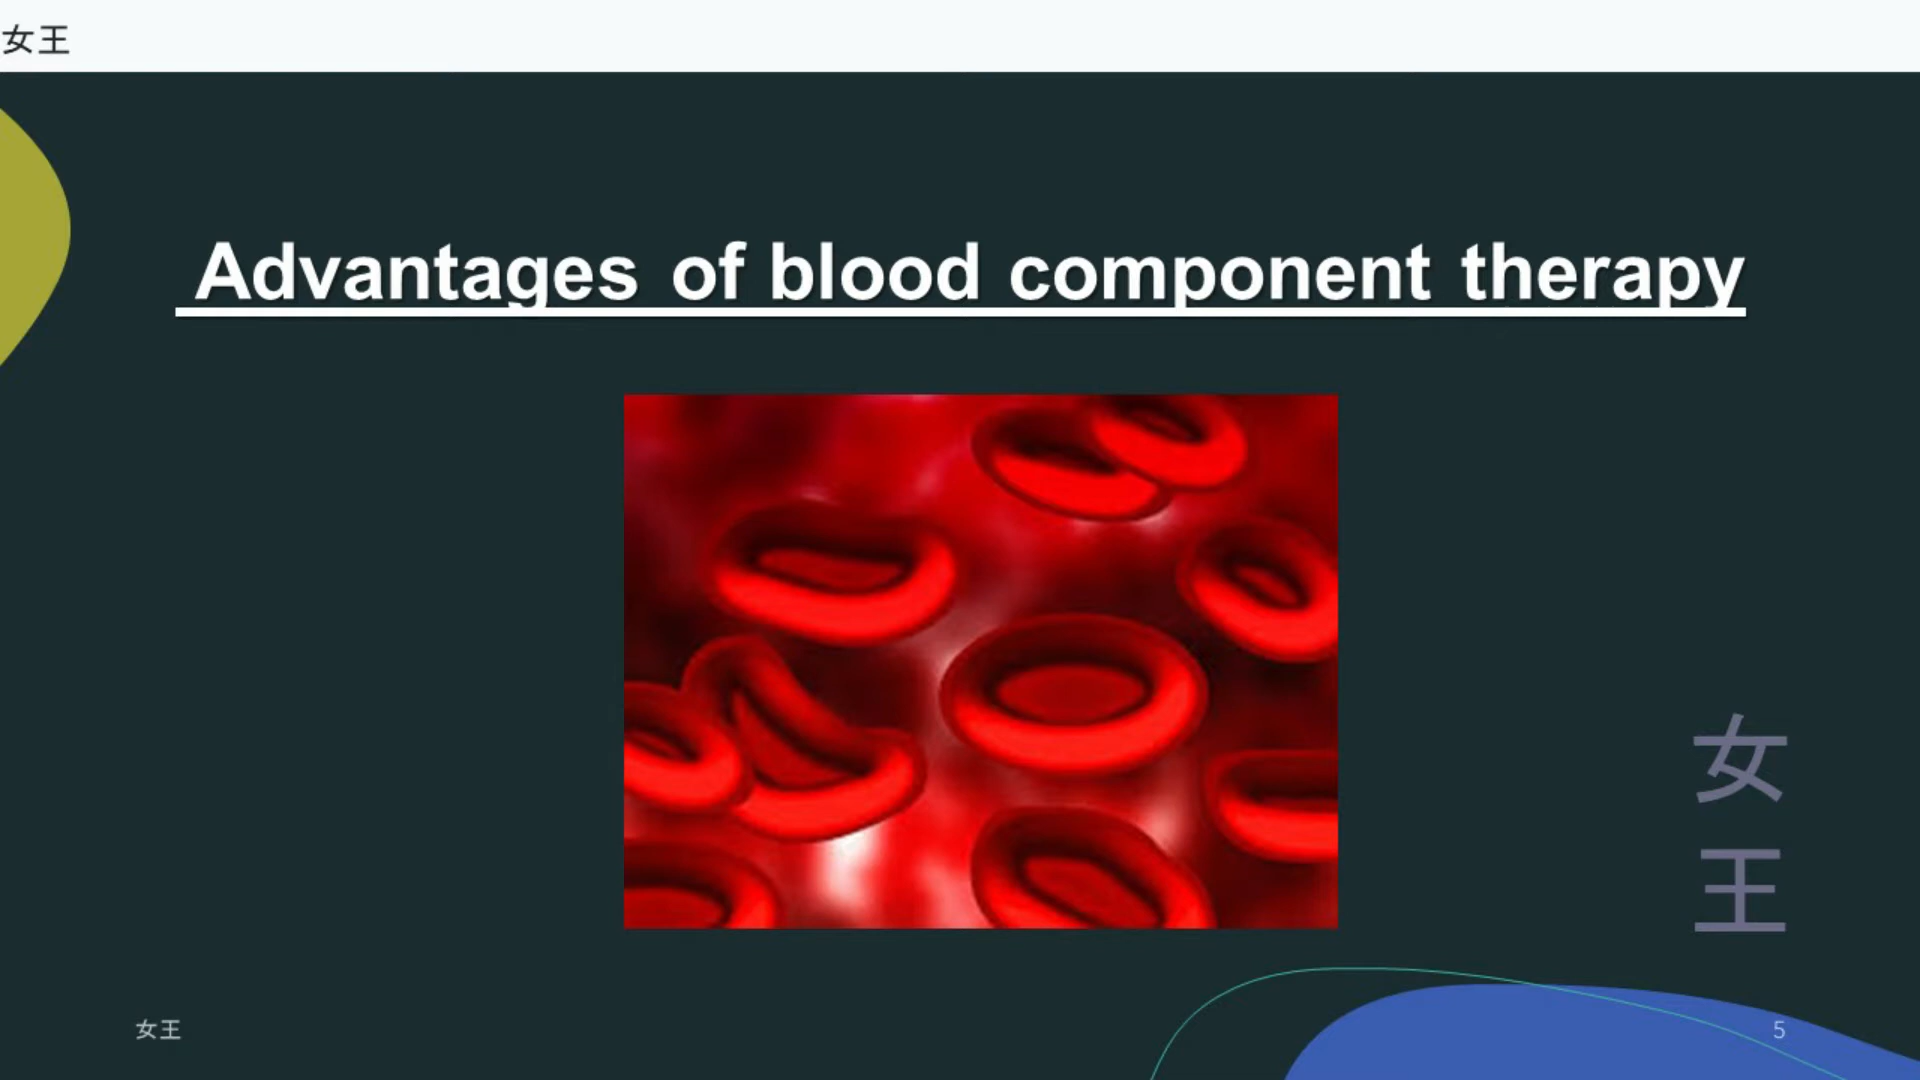 女王
Advantages of blood component therapy
女
王
女王
5